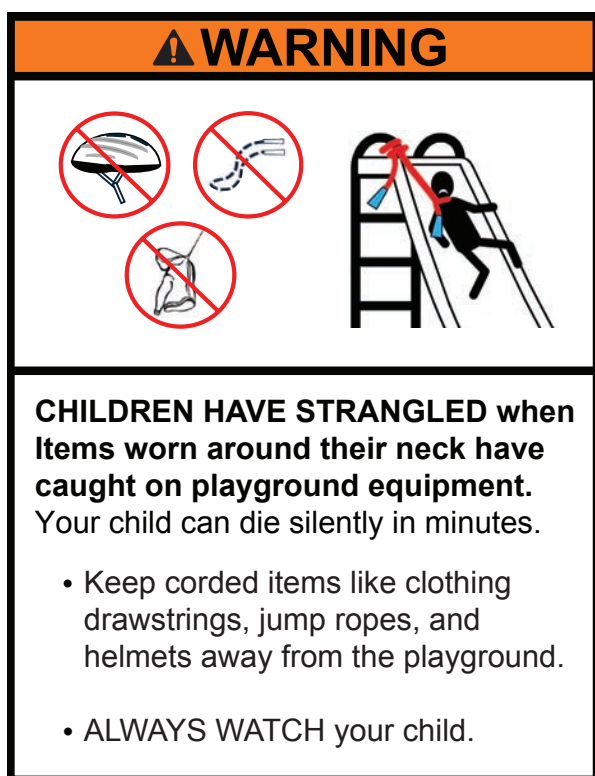 WARNING
CHILDREN HAVE STRANGLED when
Items worn around their neck have
caught on playground equipment.
Your child can die silently in minutes.
• Keep corded items like clothing
drawstrings, jump ropes, and
helmets away from the playground.
• ALWAYS WATCH your child.